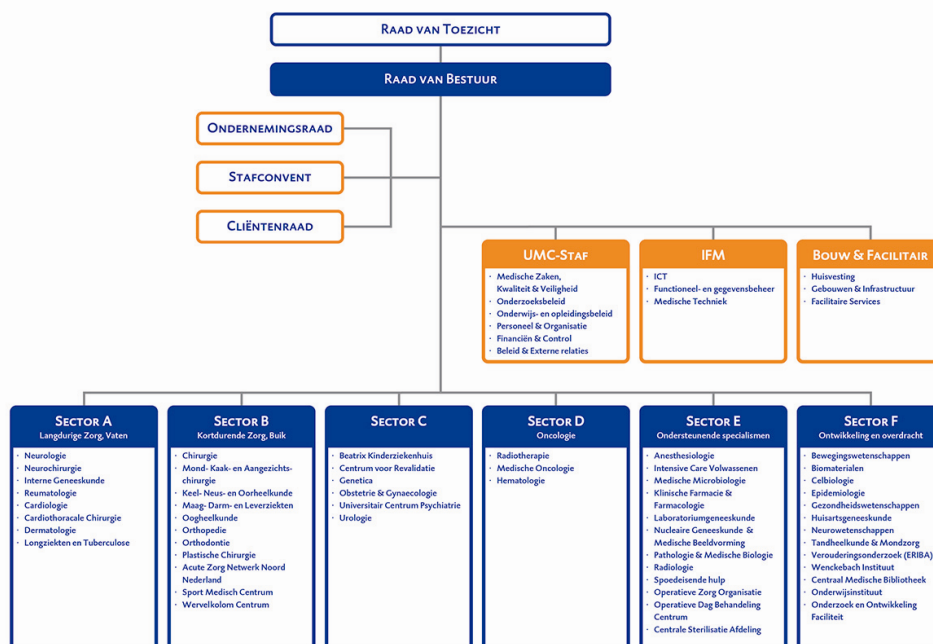 Raad van Toezicht
Raad van Bestuur
Ondernemingsraad
Stafconvent
Cliëntenraad
UMC-Staf
· Medische Zaken,
Kwaliteit & Veiligheid
· Onderzoeksbeleid
· Onderwijs- en opleidingsbeleid
· Personeel & Organisatie
· Financiën & Control
· Beleid & Externe relaties
IFM
· ICT
· Functioneel- en gegevensbeheer
· Medische Techniek
Bouw & Facilitair
· Huisvesting
· Gebouwen & Infrastructuur
· Facilitaire Services
Sector A
Langdurige Zorg, Vaten
· Neurologie
· Neurochirurgie
· Interne Geneeskunde
· Reumatologie
· Cardiologie
· Cardiothoracale Chirurgie
· Dermatologie
· Longziekten en Tuberculose
Sector B
Kortdurende Zorg, Buik
· Chirurgie
· Mond- Kaak- en Aangezichts-
chirurgie
· Keel- Neus- en Oorheelkunde
· Maag- Darm- en Leverziekten
· Oogheelkunde
· Orthopedie
· Orthodontie
· Plastische Chirurgie
· Acute Zorg Netwerk Noord
Nederland
· Sport Medisch Centrum
· Wervelkolom Centrum
Sector C
· Beatrix Kinderziekenhuis
· Centrum voor Revalidatie
· Genetica
· Obstetrie & Gynaecologie
· Universitair Centrum Psychiatrie
· Urologie
Sector D
Oncologie
· Radiotherapie
· Medische Oncologie
· Hematologie
Sector E
Ondersteunende specialismen
· Anesthesiologie
· Intensive Care Volwassenen
· Medische Microbiologie
· Klinische Farmacie &
Farmacologie
· Laboratoriumgeneeskunde
· Nucleaire Geneeskunde &
Medische Beeldvorming
· Pathologie & Medische Biologie
· Radiologie
· Spoedeisende hulp
· Operatieve Zorg Organisatie
· Operatieve Dag Behandeling
Centrum
· Centrale Sterilisatie Afdeling
Sector F
Ontwikkeling en overdracht
· Bewegingswetenschappen
· Biomaterialen
· Celbiologie
· Epidemiologie
· Gezondheidswetenschappen
· Huisartsgeneeskunde
· Neurowetenschappen
· Tandheelkunde & Mondzorg
· Verouderingsonderzoek (ERIBA)
· Wenckebach Instituut
· Centraal Medische Bibliotheek
· Onderwijsinstituut
· Onderzoek en Ontwikkeling
Faciliteit